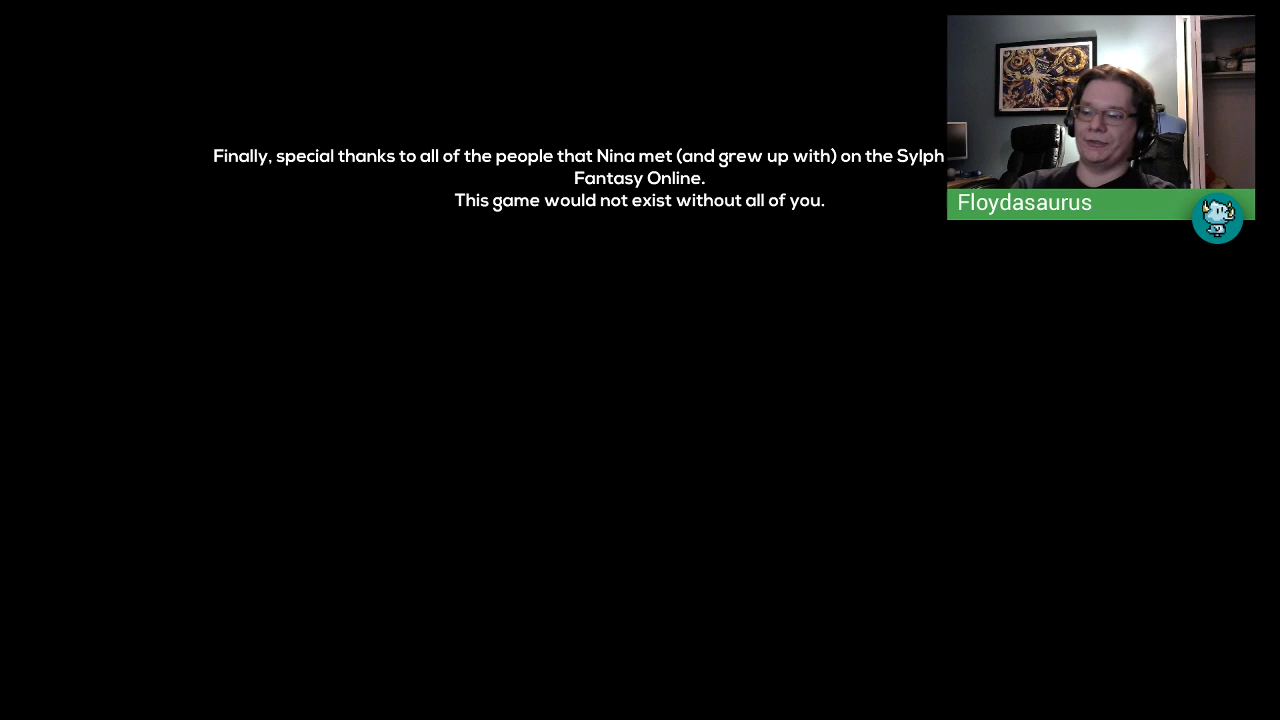 Finally, special thanks to all of the people that Nina met (and grew up with) on the Sylph
Fantasy Online.
This game would not exist without all of you.
Floydasaurus